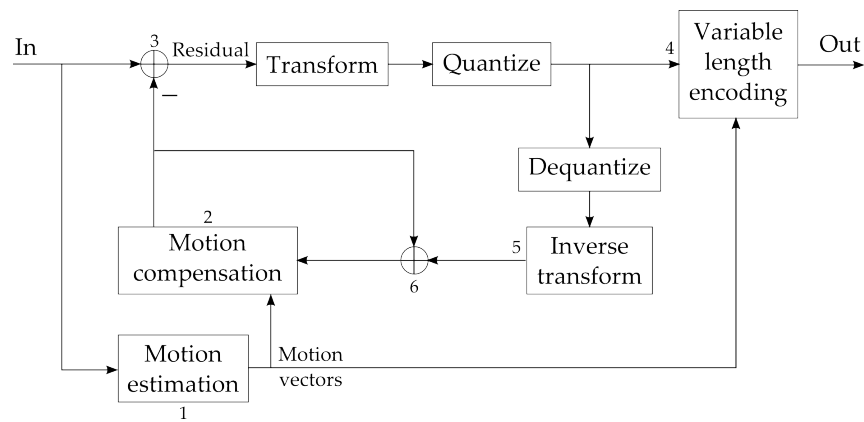 In
3
Residual
Transform
Quantize
4
Variable
length
encoding
Out
−
Dequantize
2
Motion
compensation
6
5
Inverse
transform
Motion
estimation
1
Motion
vectors